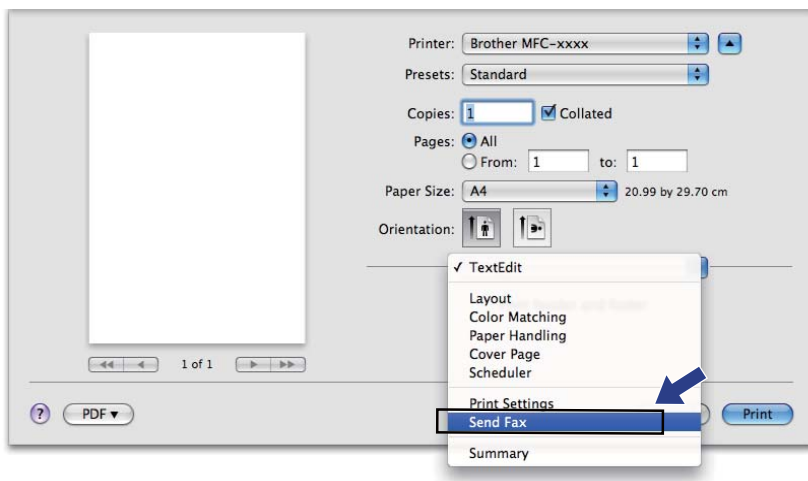 Printer: Brother MFC-xxxx
Presets: Standard
Copies: 1 Collated
Pages: All
From: 1 to: 1
Paper Size: A4 20.99 by 29.70 cm
Orientation:
✓ TextEdit
Layout
Color Matching
Paper Handling
Cover Page
Scheduler
Print Settings
Send Fax
Summary
1 of 1
? PDF ▼ Print